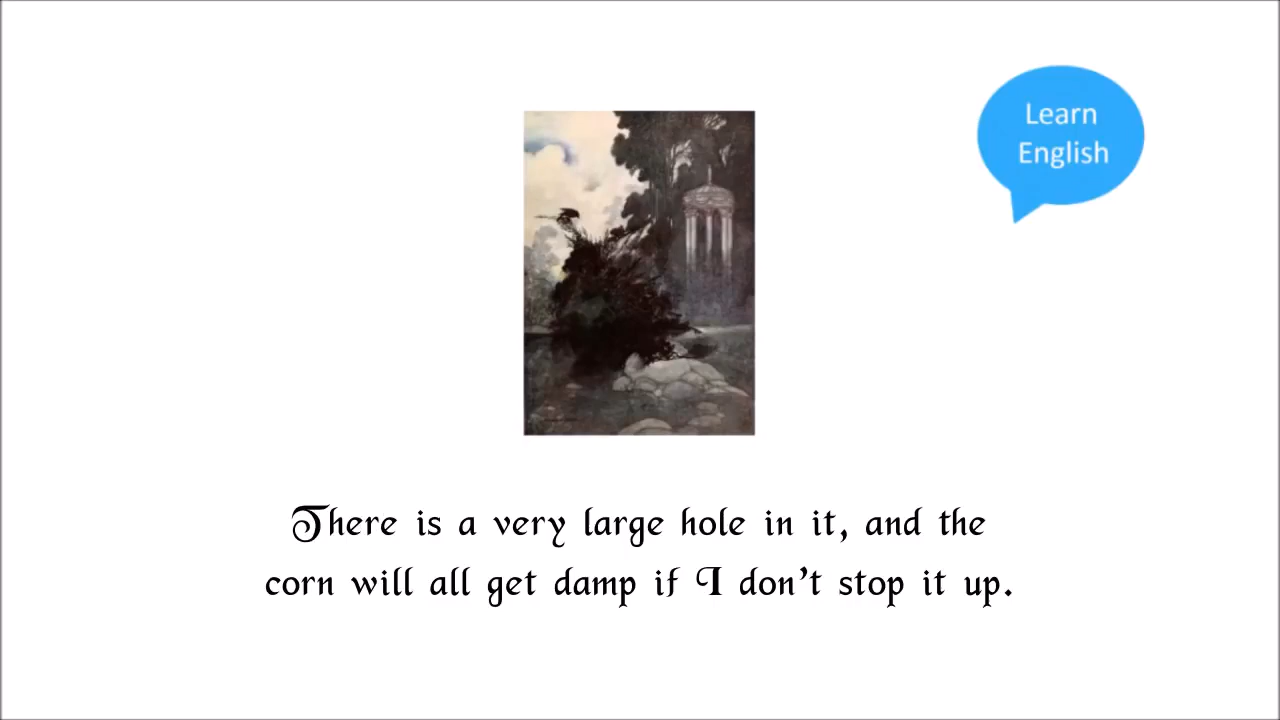 Learn
English
There is a very large hole in it, and the
corn will all get damp if I don't stop it up.